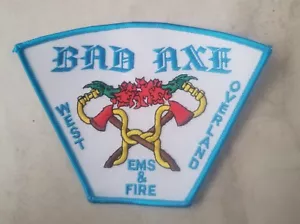 BAD AXE
WEST
OVERLAND
EMS
&
FIRE